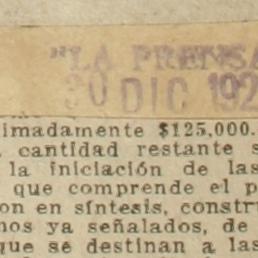 "LA PRENSA
30 DIC 192
imadamente $125,000.
cantidad restante s
la iniciación de las
que comprende el p
on en síntesis, constr
nos ya señalados, de
que se destinan a las